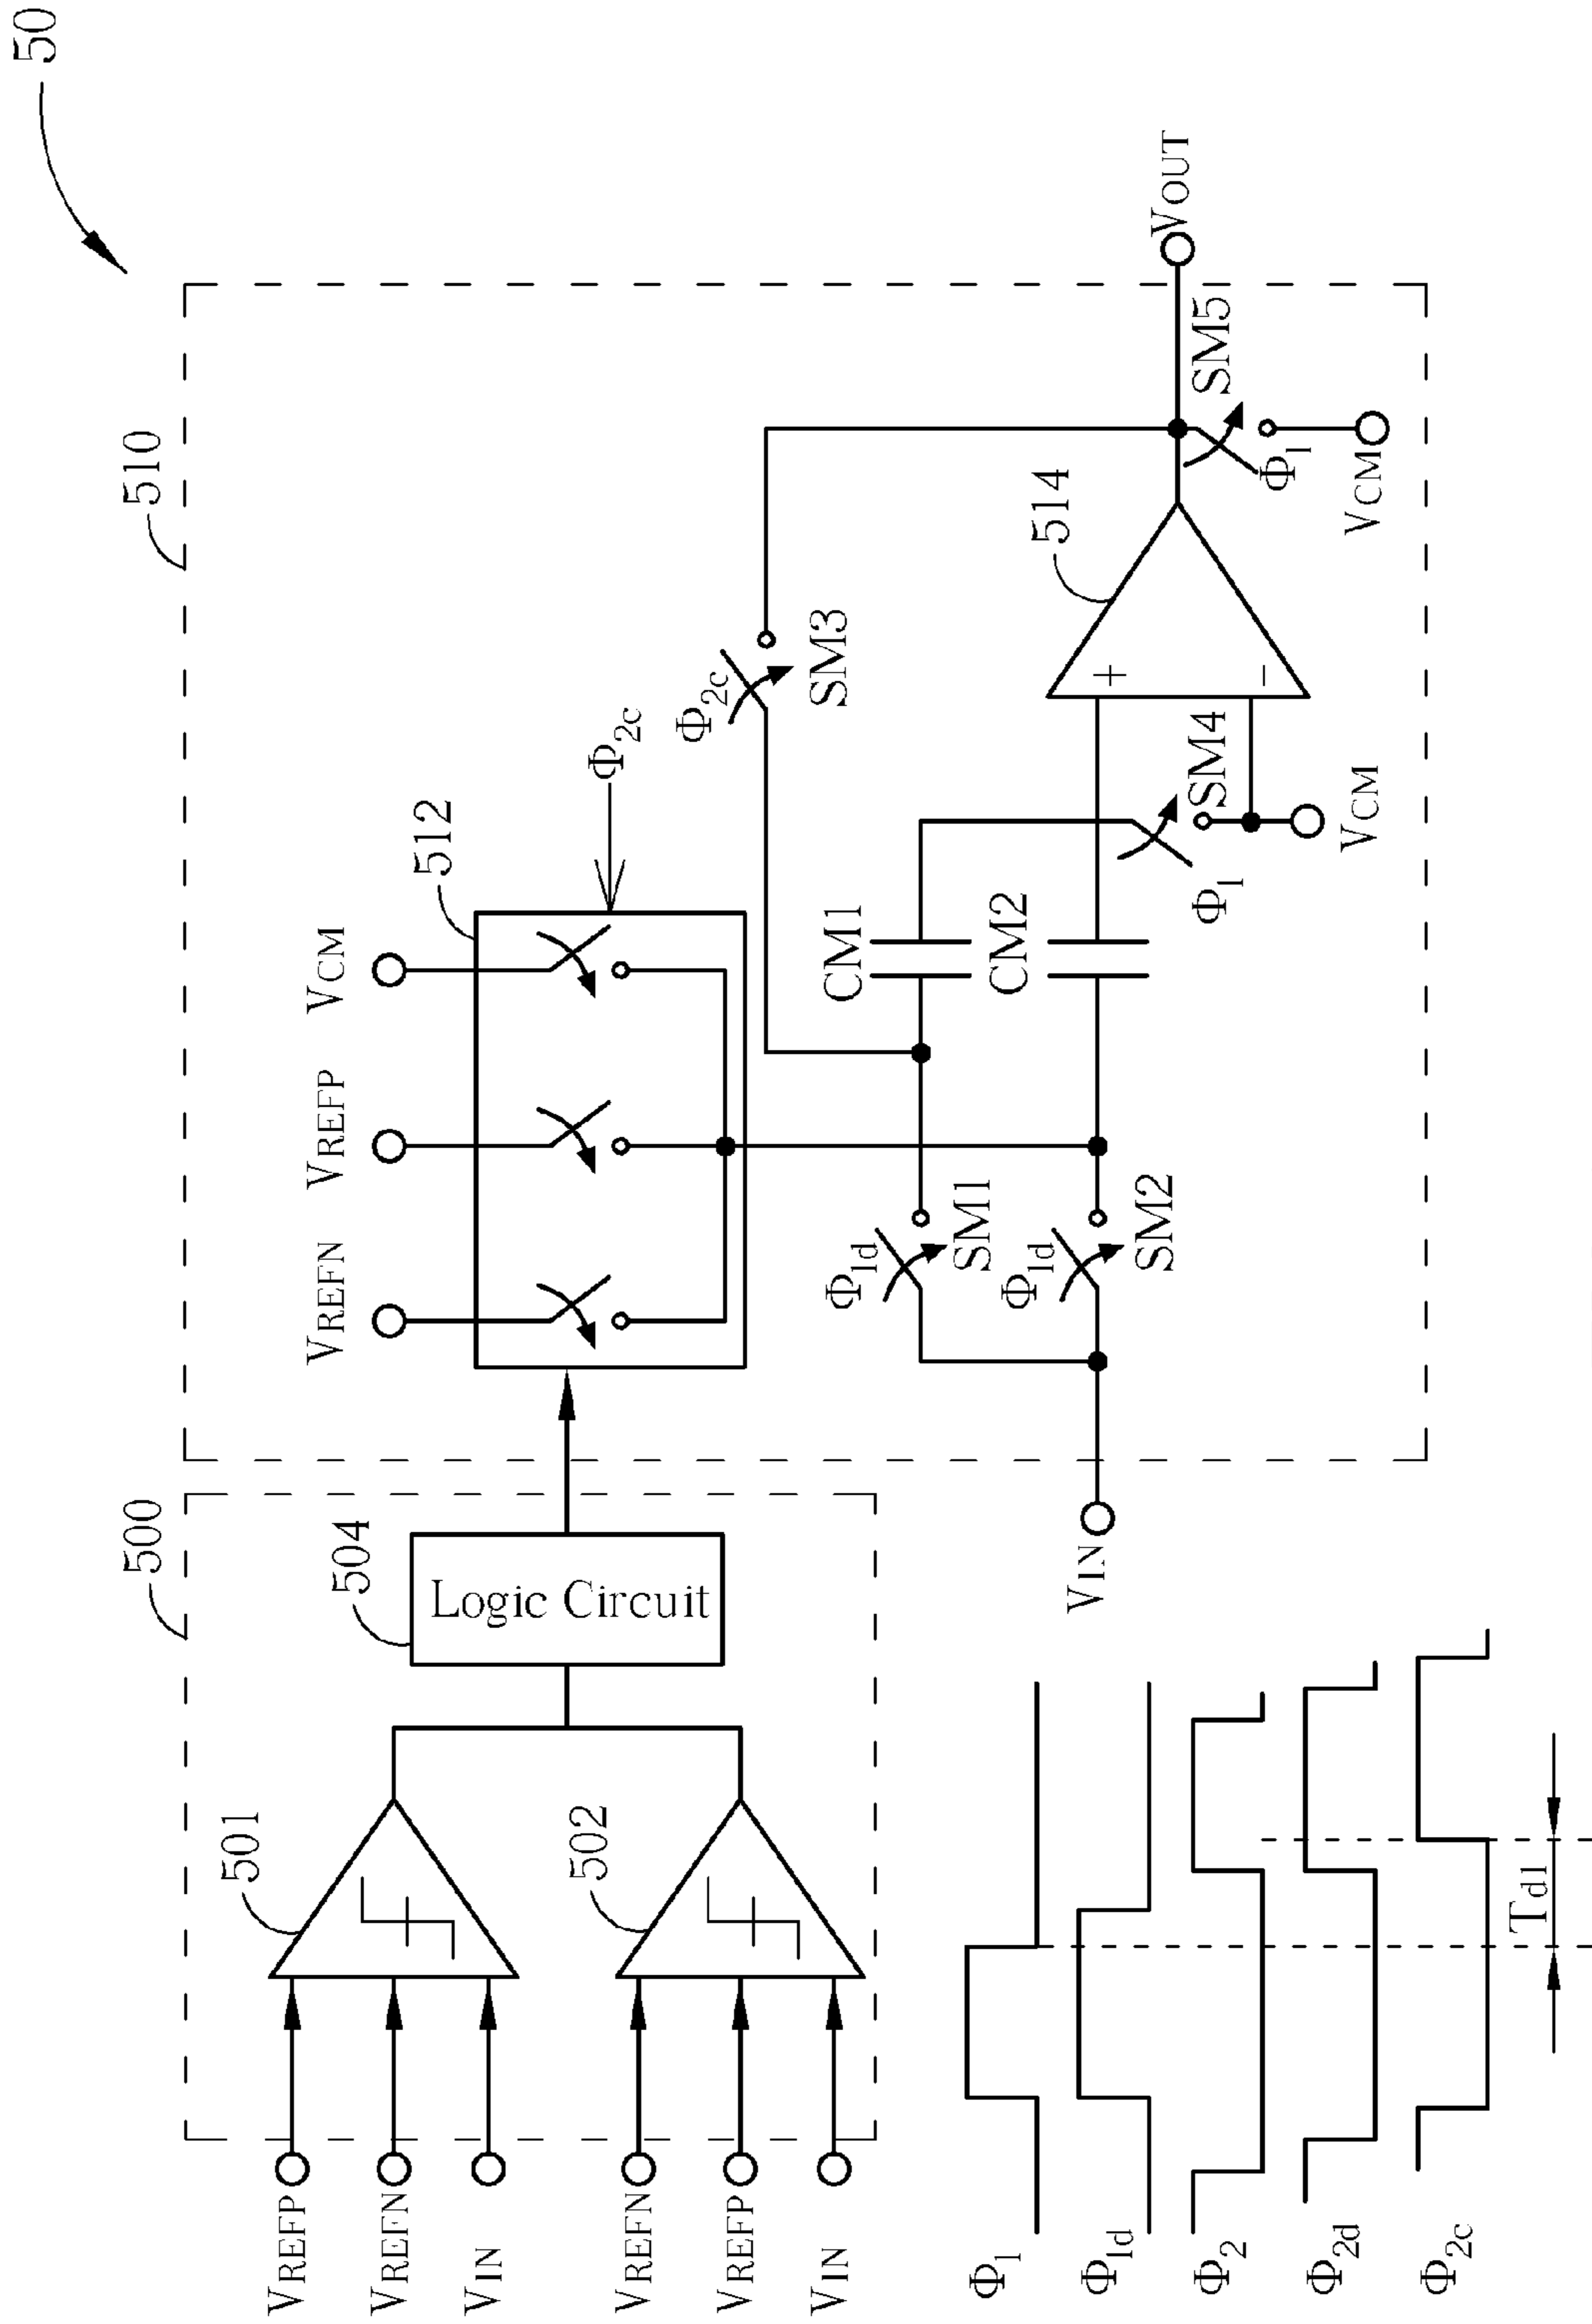 50
510
500
512
VREFN
VREFP
VCM
Φ2c
504
Logic Circuit
501
VREFP
VREFN
VIN
502
VREFN
VREFP
VIN
Φ2c
SM3
Φ1d
SM1
CM1
Φ1d
SM2
CM2
514
+
-
VOUT
SM5
Φ1
VCM
SM4
Φ1
VCM
VIN
Φ1
Φ1d
Φ2
Φ2d
Φ2c
Td1